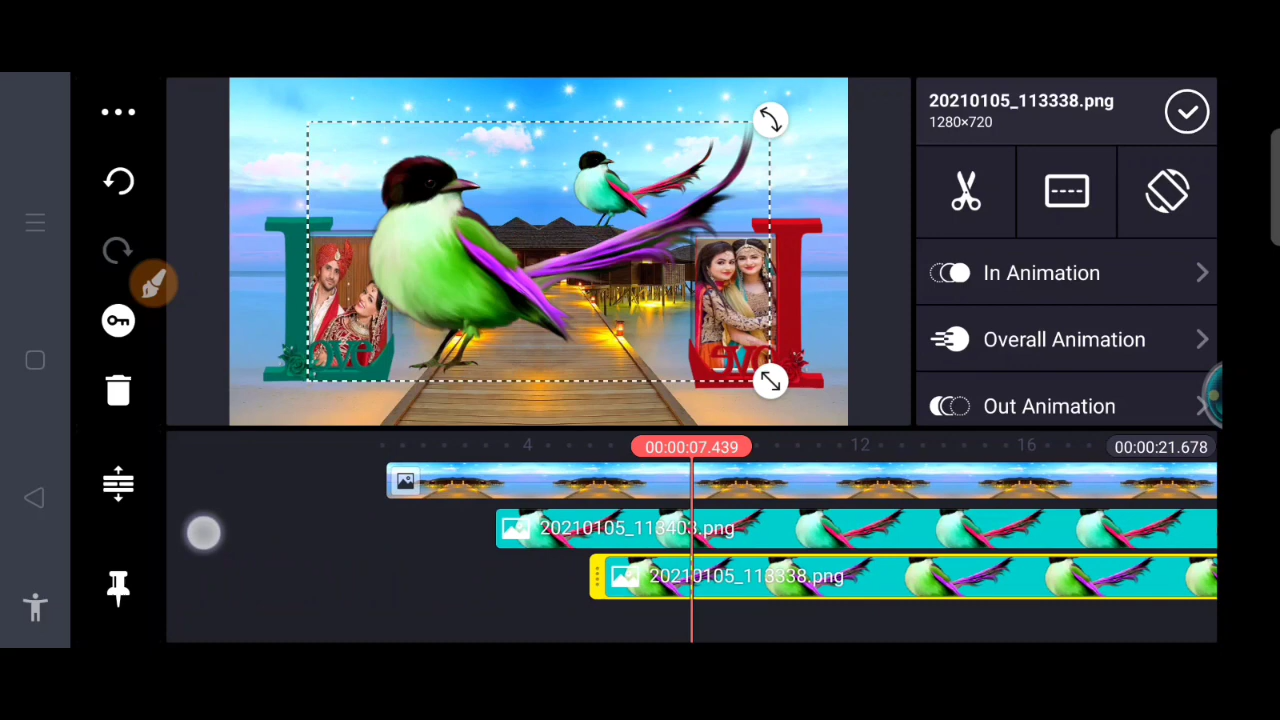 20210105_113338.png
1280×720
In Animation
Overall Animation
Out Animation
4
00:00:07.439
12
16
00:00:21.678
20210105_113403.png
20210105_113338.png